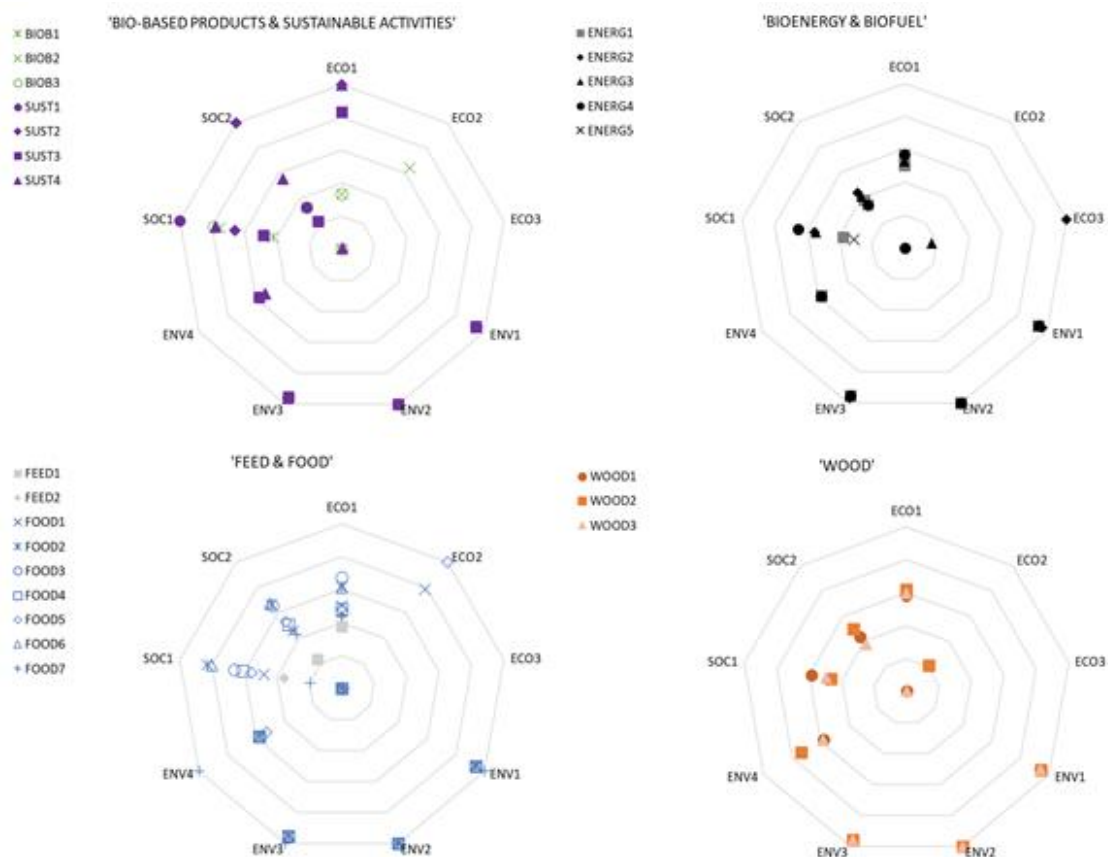 'BIO-BASED PRODUCTS & SUSTAINABLE ACTIVITIES'
BIOB1
BIOB2
BIOB3
SUST1
SUST2
SUST3
SUST4
ECO1
ECO2
ECO3
ENV1
ENV2
ENV3
ENV4
SOC1
SOC2
'BIOENERGY & BIOFUEL'
ENERG1
ENERG2
ENERG3
ENERG4
ENERG5
ECO1
ECO2
ECO3
ENV1
ENV2
ENV3
ENV4
SOC1
SOC2
'FEED & FOOD'
FEED1
FEED2
FOOD1
FOOD2
FOOD3
FOOD4
FOOD5
FOOD6
FOOD7
ECO1
ECO2
ECO3
ENV1
ENV2
ENV3
ENV4
SOC1
SOC2
'WOOD'
WOOD1
WOOD2
WOOD3
ECO1
ECO2
ECO3
ENV1
ENV2
ENV3
ENV4
SOC1
SOC2